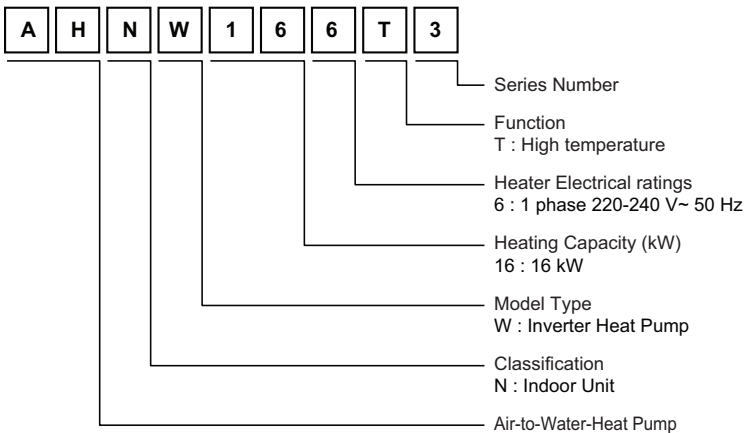 A H N W 1 6 6 T 3
Series Number
Function
T : High temperature
Heater Electrical ratings
6 : 1 phase 220-240 V~ 50 Hz
Heating Capacity (kW)
16 : 16 kW
Model Type
W : Inverter Heat Pump
Classification
N : Indoor Unit
Air-to-Water-Heat Pump